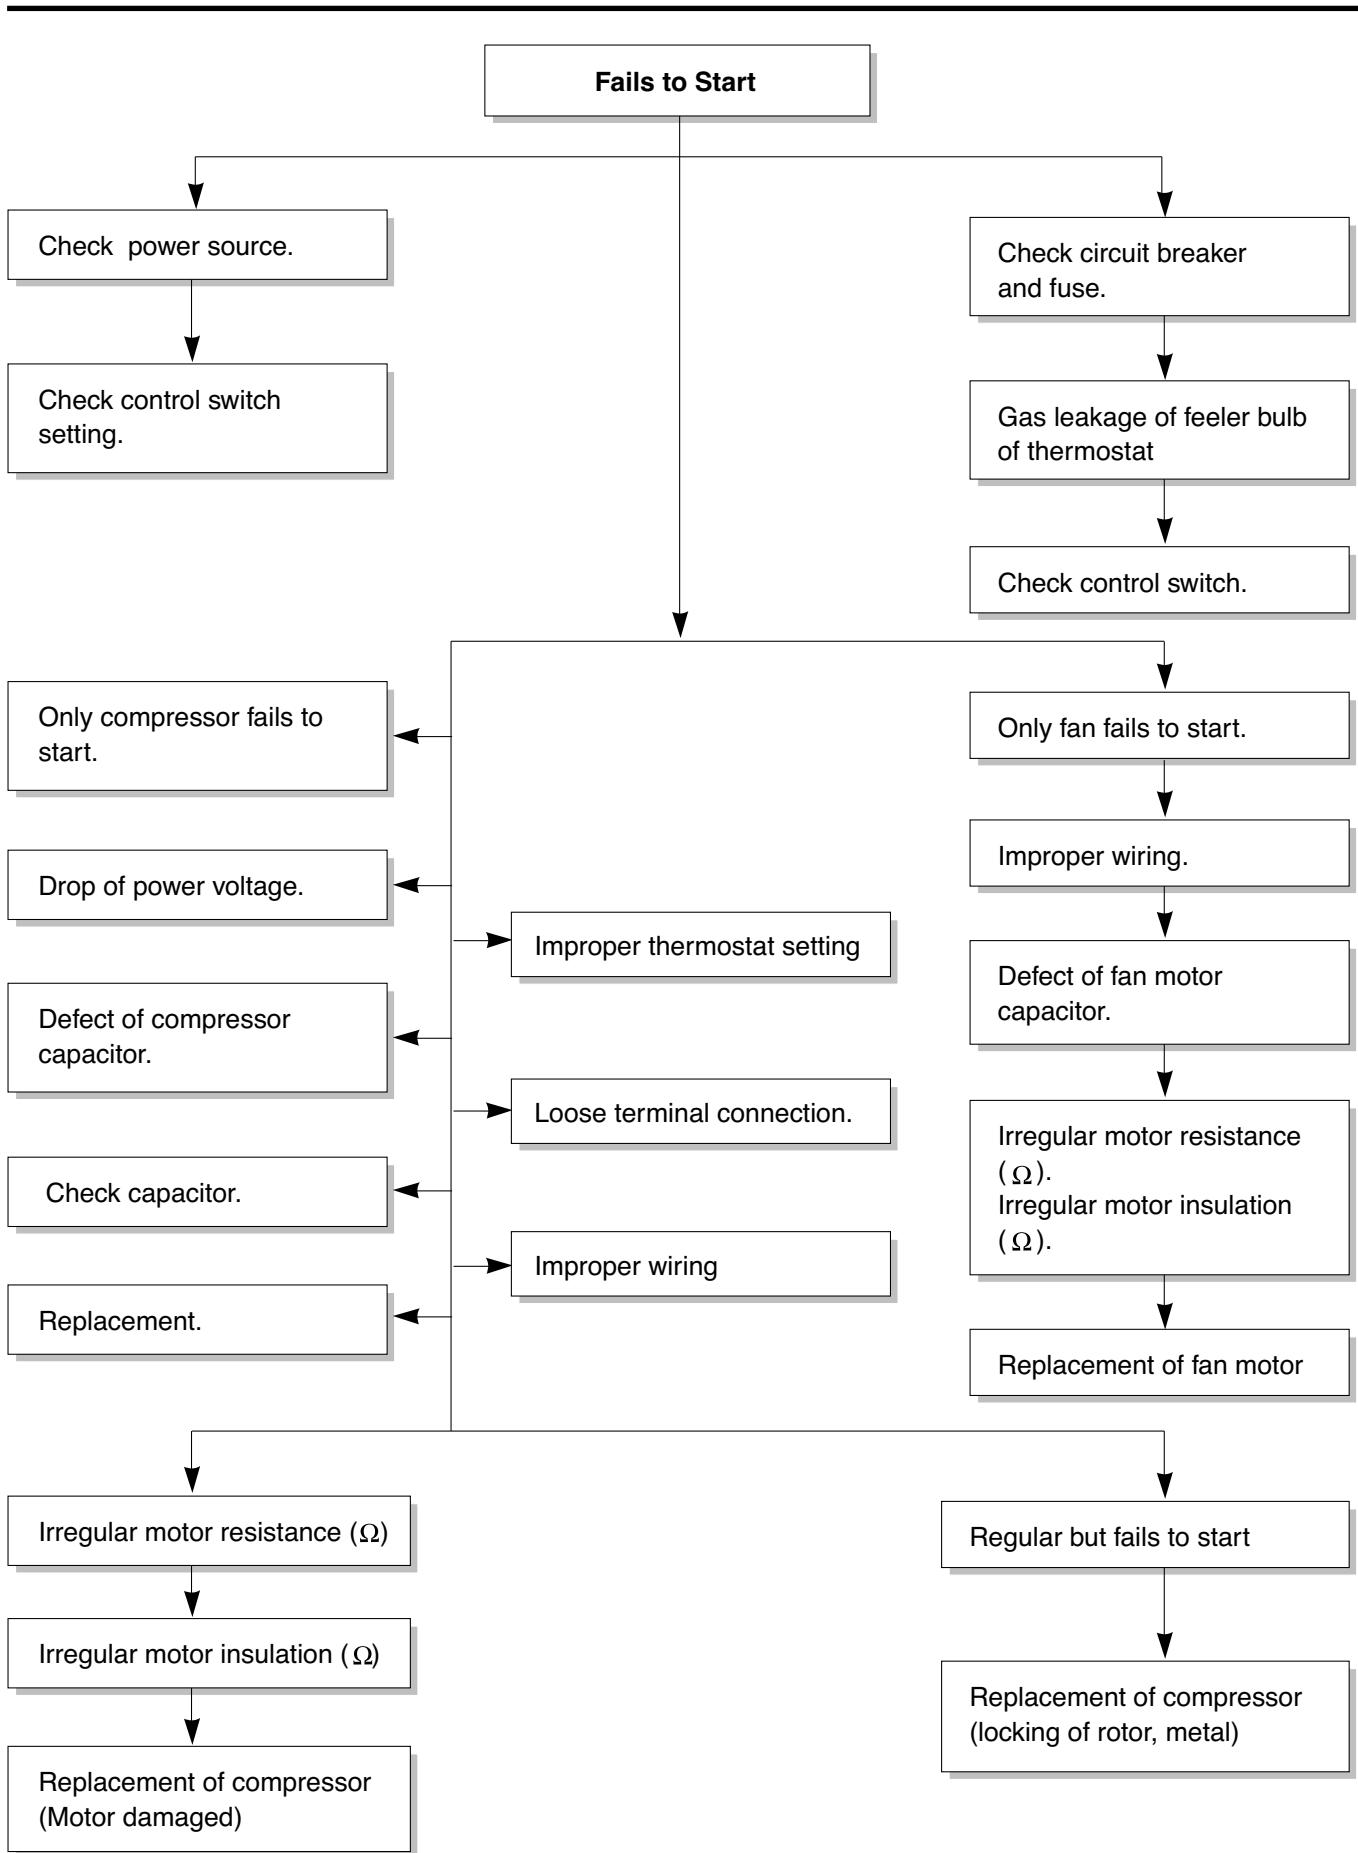 Fails to Start
Check power source.
Check circuit breaker
and fuse.
Check control switch
setting.
Gas leakage of feeler bulb
of thermostat
Check control switch.
Only compressor fails to
start.
Only fan fails to start.
Drop of power voltage.
Improper wiring.
Improper thermostat setting
Defect of fan motor
capacitor.
Defect of compressor
capacitor.
Loose terminal connection.
Irregular motor resistance
(Ω).
Irregular motor insulation
(Ω).
Check capacitor.
Improper wiring
Replacement.
Replacement of fan motor
Irregular motor resistance (Ω)
Regular but fails to start
Irregular motor insulation (Ω)
Replacement of compressor
(locking of rotor, metal)
Replacement of compressor
(Motor damaged)